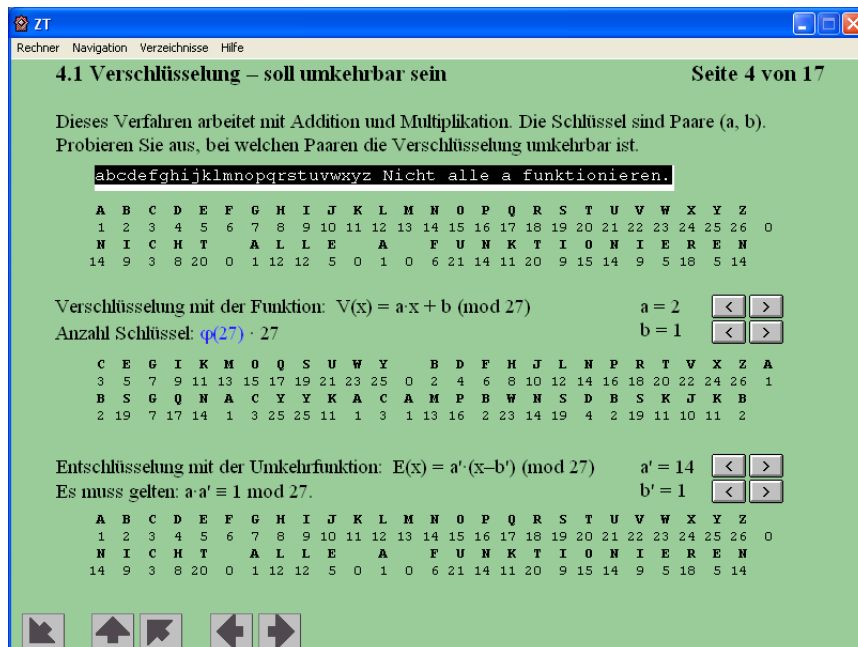 ZT
Rechner Navigation Verzeichnisse Hilfe
4.1 Verschlüsselung – soll umkehrbar sein Seite 4 von 17
Dieses Verfahren arbeitet mit Addition und Multiplikation. Die Schlüssel sind Paare (a, b).
Probieren Sie aus, bei welchen Paaren die Verschlüsselung umkehrbar ist.
abcdefghijklmnopqrstuvwxyz Nicht alle a funktionieren.
A B C D E F G H I J K L M N O P Q R S T U V W X Y Z
1 2 3 4 5 6 7 8 9 10 11 12 13 14 15 16 17 18 19 20 21 22 23 24 25 26 0
N I C H T A L L E A F U N K T I O N I E R E N
14 9 3 8 20 0 1 12 12 5 0 1 0 6 21 14 11 20 9 15 14 9 5 18 5 14
Verschlüsselung mit der Funktion: V(x) = a·x + b (mod 27) a = 2 < >
Anzahl Schlüssel: φ(27) · 27 b = 1 < >
C E G I K M O Q S U W Y B D F H J L N P R T V X Z A
3 5 7 9 11 13 15 17 19 21 23 25 0 2 4 6 8 10 12 14 16 18 20 22 24 26 1
B S G Q N A C Y Y K A C A M P B W N S D B S K J K B
2 19 7 17 14 1 3 25 25 11 1 3 1 13 16 2 23 14 19 4 2 19 11 10 11 2
Entschlüsselung mit der Umkehrfunktion: E(x) = a'·(x–b') (mod 27) a' = 14 < >
Es muss gelten: a·a' ≡ 1 mod 27. b' = 1 < >
A B C D E F G H I J K L M N O P Q R S T U V W X Y Z
1 2 3 4 5 6 7 8 9 10 11 12 13 14 15 16 17 18 19 20 21 22 23 24 25 26 0
N I C H T A L L E A F U N K T I O N I E R E N
14 9 3 8 20 0 1 12 12 5 0 1 0 6 21 14 11 20 9 15 14 9 5 18 5 14